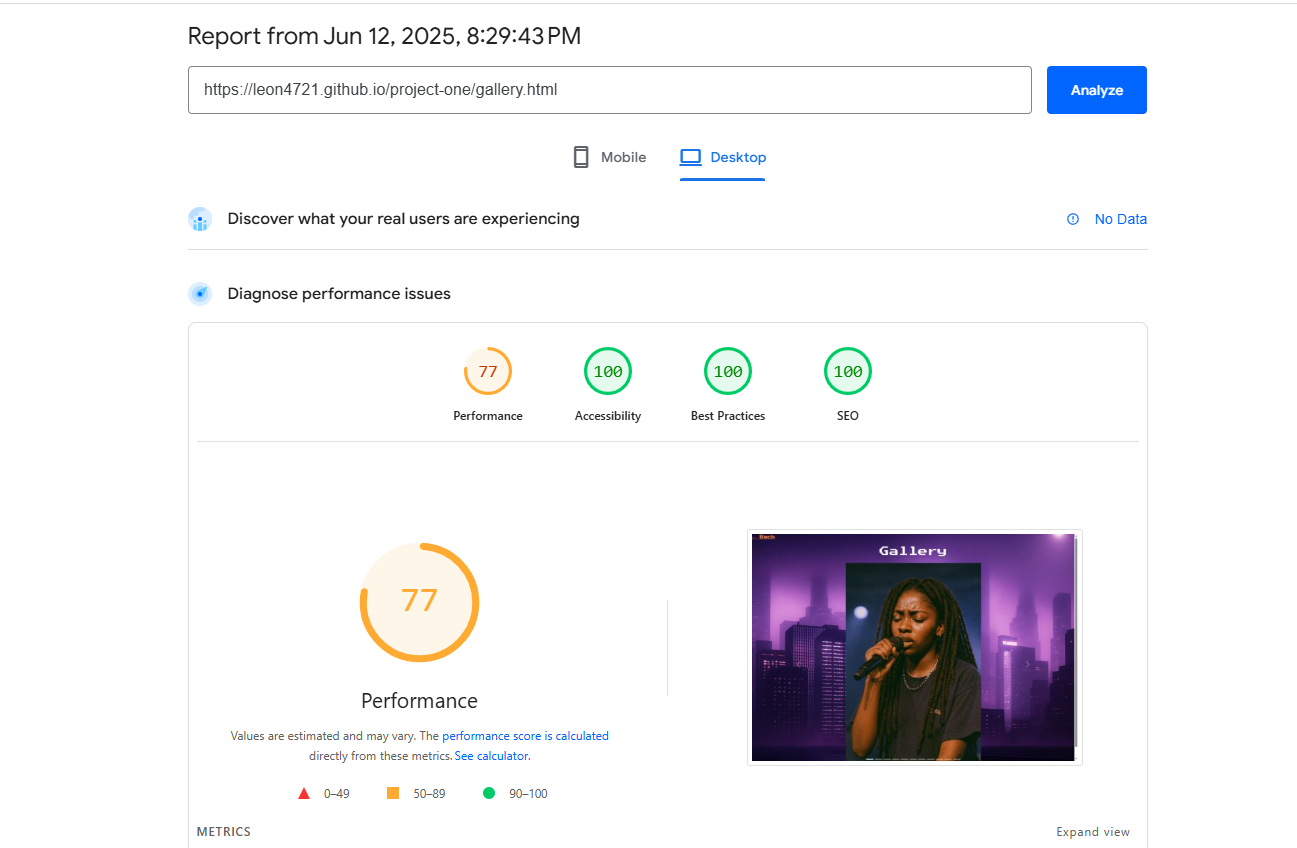 Report from Jun 12, 2025, 8:29:43 PM
https://leon4721.github.io/project-one/gallery.html
Analyze
Mobile
Desktop
Discover what your real users are experiencing
No Data
Diagnose performance issues
77
100
100
100
Performance
Accessibility
Best Practices
SEO
77
Back
Gallery
Performance
Values are estimated and may vary. The performance score is calculated
directly from these metrics. See calculator.
0–49
50–89
90–100
METRICS
Expand view